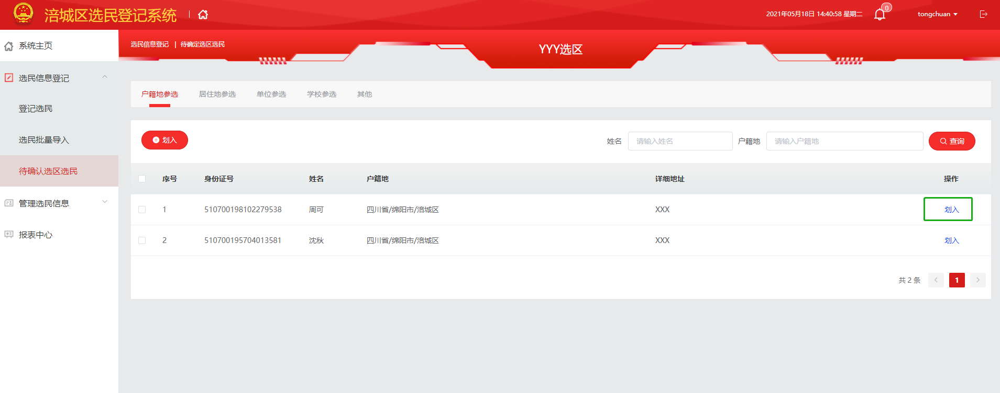 涪城区选民登记系统
2021年05月18日 14:40:58 星期二
0
tongchuan
系统主页
选民信息登记
登记选民
选民批量导入
待确认选区选民
管理选民信息
报表中心
选民信息登记 | 待确定选区选民
YYY选区
户籍地参选 居住地参选 单位参选 学校参选 其他
划入 姓名 请输入姓名 户籍地 请输入户籍地 查询
序号 身份证号 姓名 户籍地 详细地址 操作
1 510700198102279538 周可 四川省/绵阳市/涪城区 XXX 划入
2 510700195704013581 沈秋 四川省/绵阳市/涪城区 XXX 划入
共 2 条 1